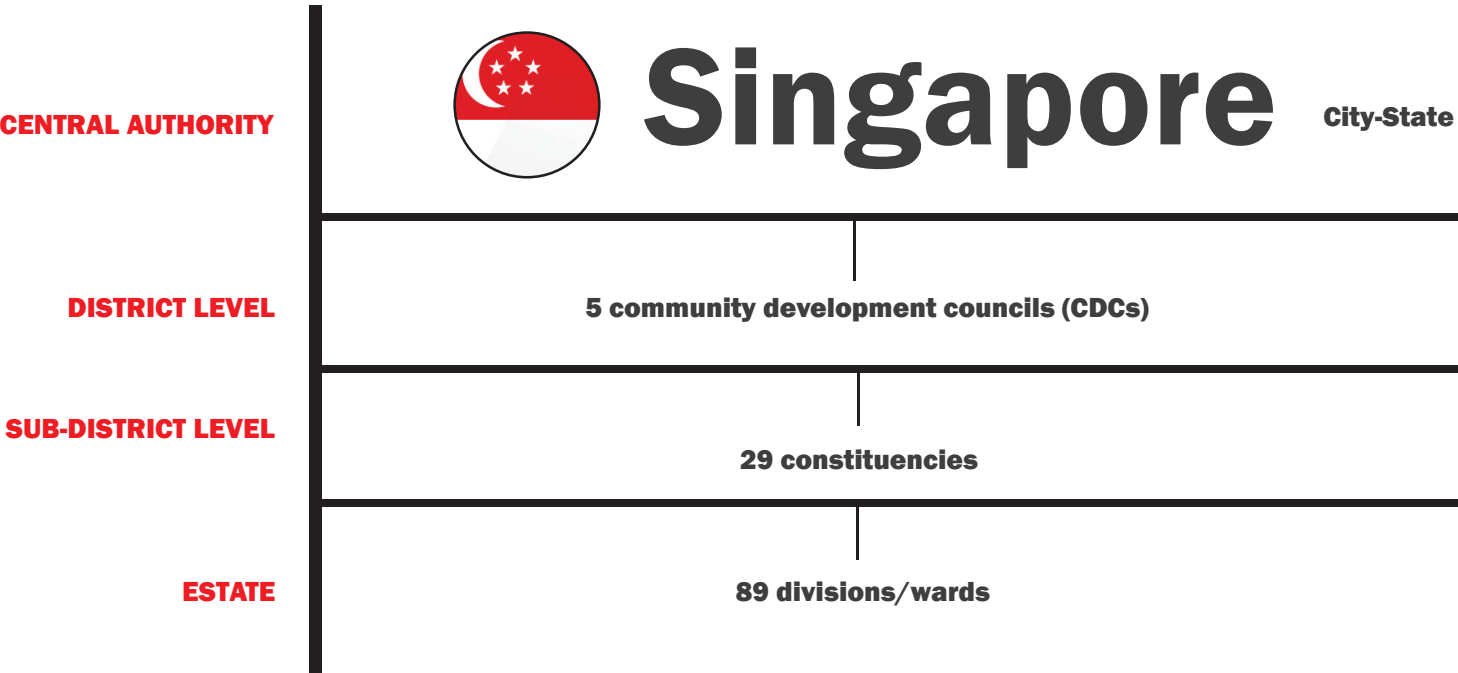 CENTRAL AUTHORITY
Singapore
City-State
DISTRICT LEVEL
5 community development councils (CDCs)
SUB-DISTRICT LEVEL
29 constituencies
ESTATE
89 divisions/wards